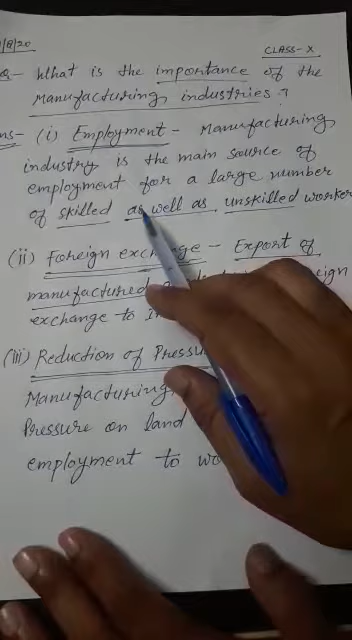 /8/20
CLASS-X
- What is the importance of the
Manufacturing industries?
ns- (i) Employment - Manufacturing
industry is the main source of
employment for a large number
of skilled as well as unskilled worker
(ii) Foreign exchange - Export of
manufactured
exchange to
(iii) Reduction of Pressu
Manufacturing
Pressure on land
employment to wo